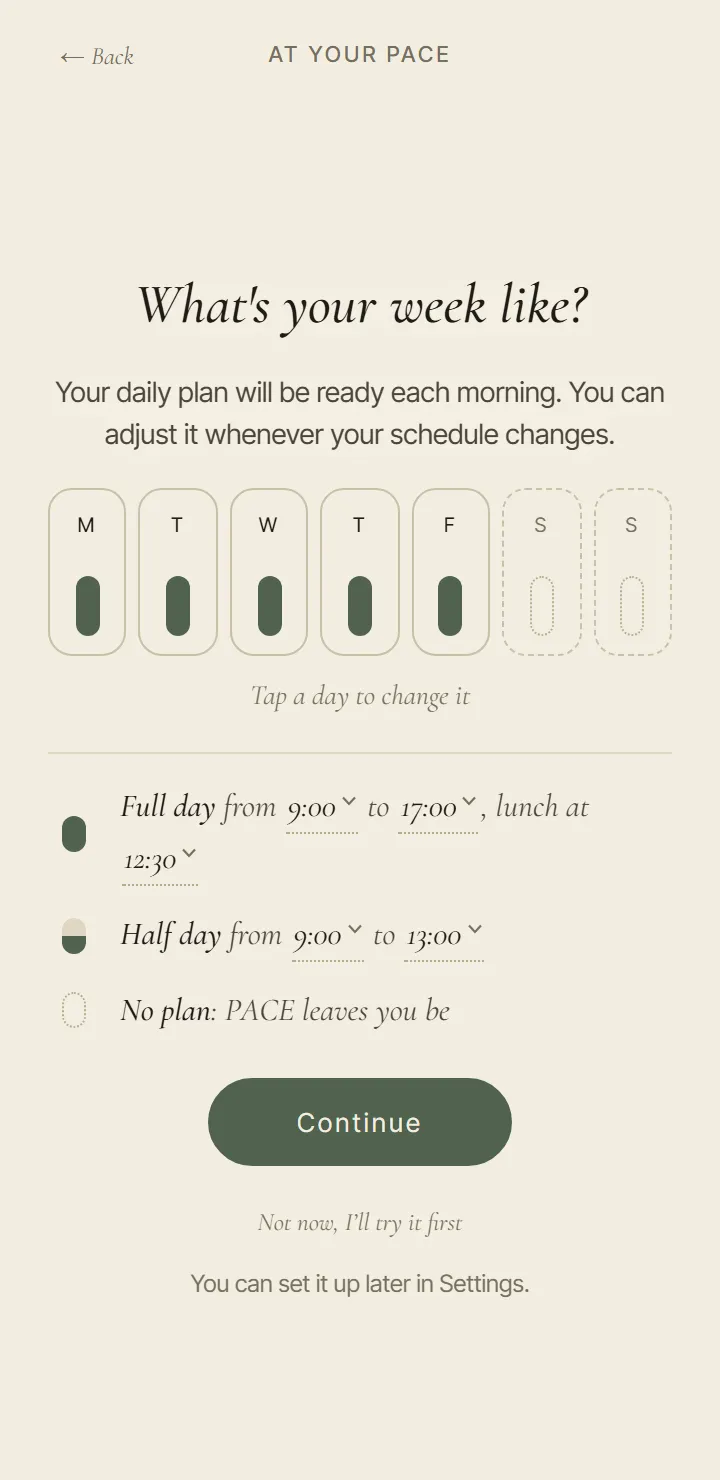 ← Back
AT YOUR PACE
What's your week like?
Your daily plan will be ready each morning. You can
adjust it whenever your schedule changes.
M T W T F S S
Tap a day to change it
Full day from 9:00 to 17:00, lunch at
12:30
Half day from 9:00 to 13:00
No plan: PACE leaves you be
Continue
Not now, I’ll try it first
You can set it up later in Settings.